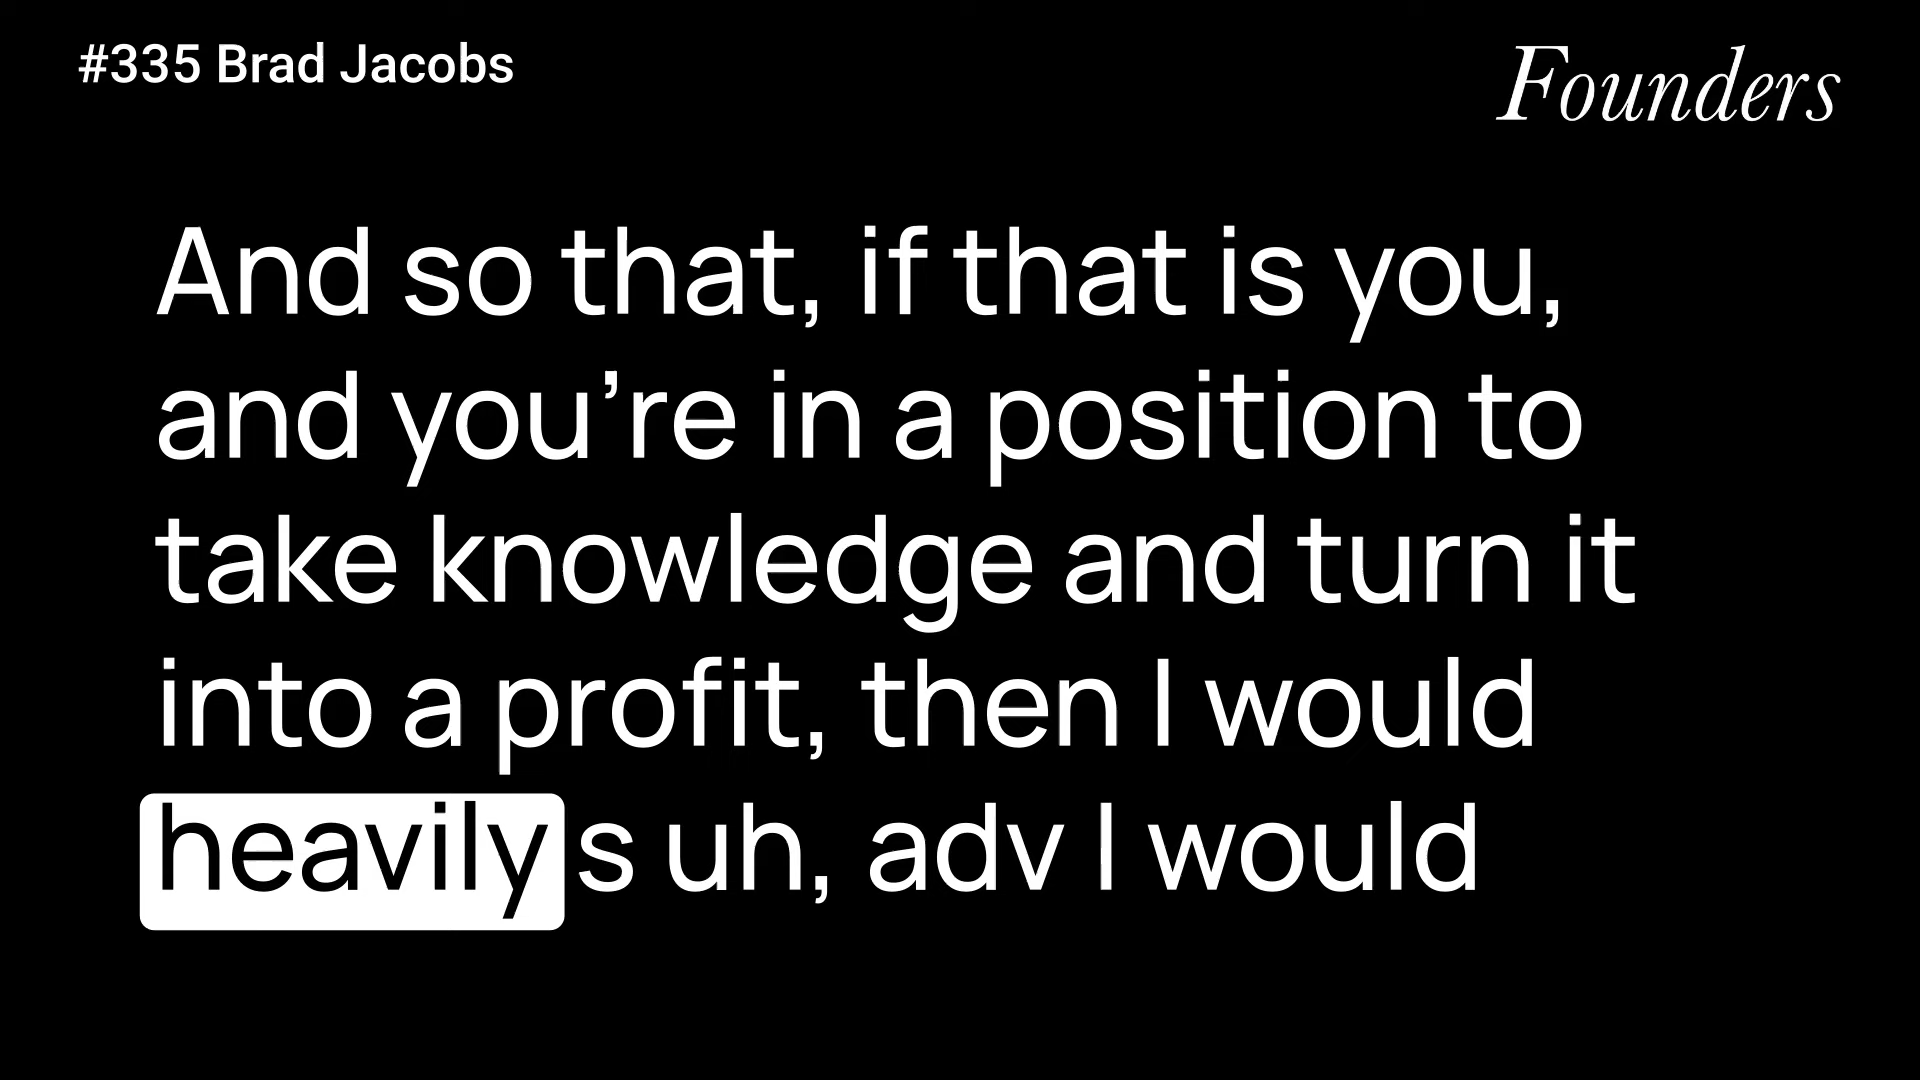 #335 Brad Jacobs
Founders
And so that, if that is you,
and you’re in a position to
take knowledge and turn it
into a profit, then I would
heavily s uh, adv I would